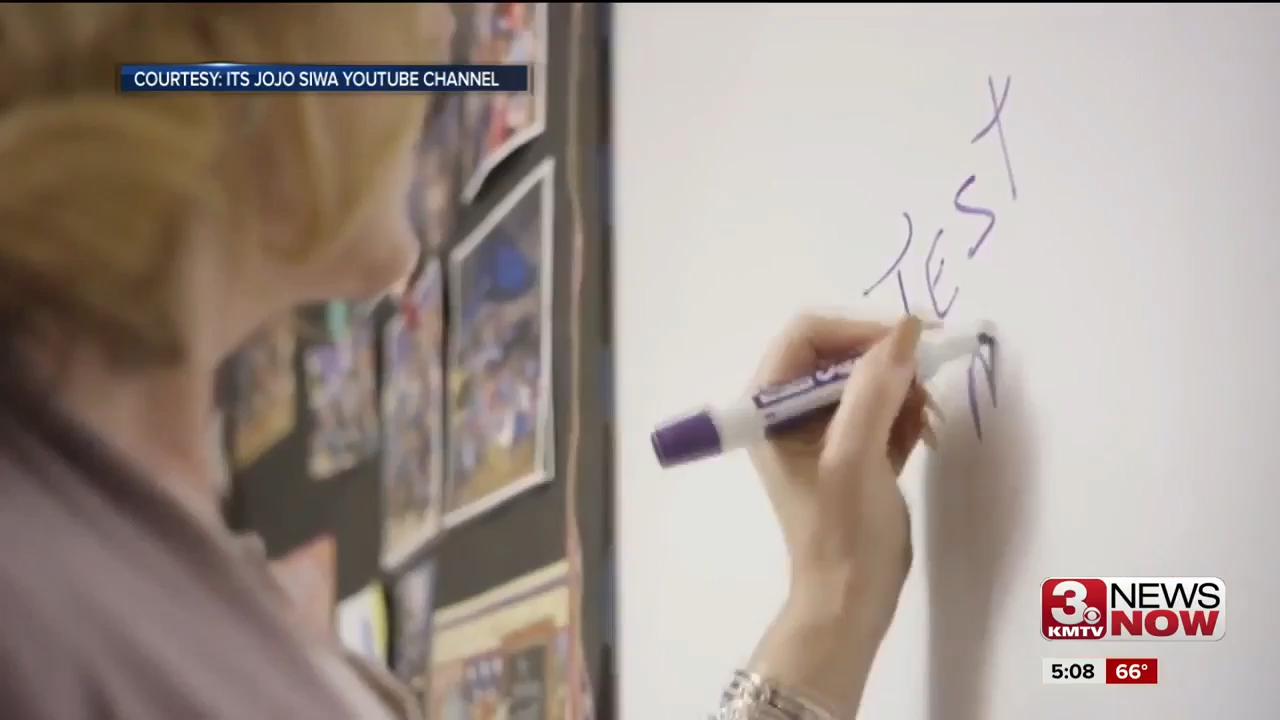 COURTESY: ITS JOJO SIWA YOUTUBE CHANNEL
TEST
N
3 NEWS
KMTV NOW
5:08 66°